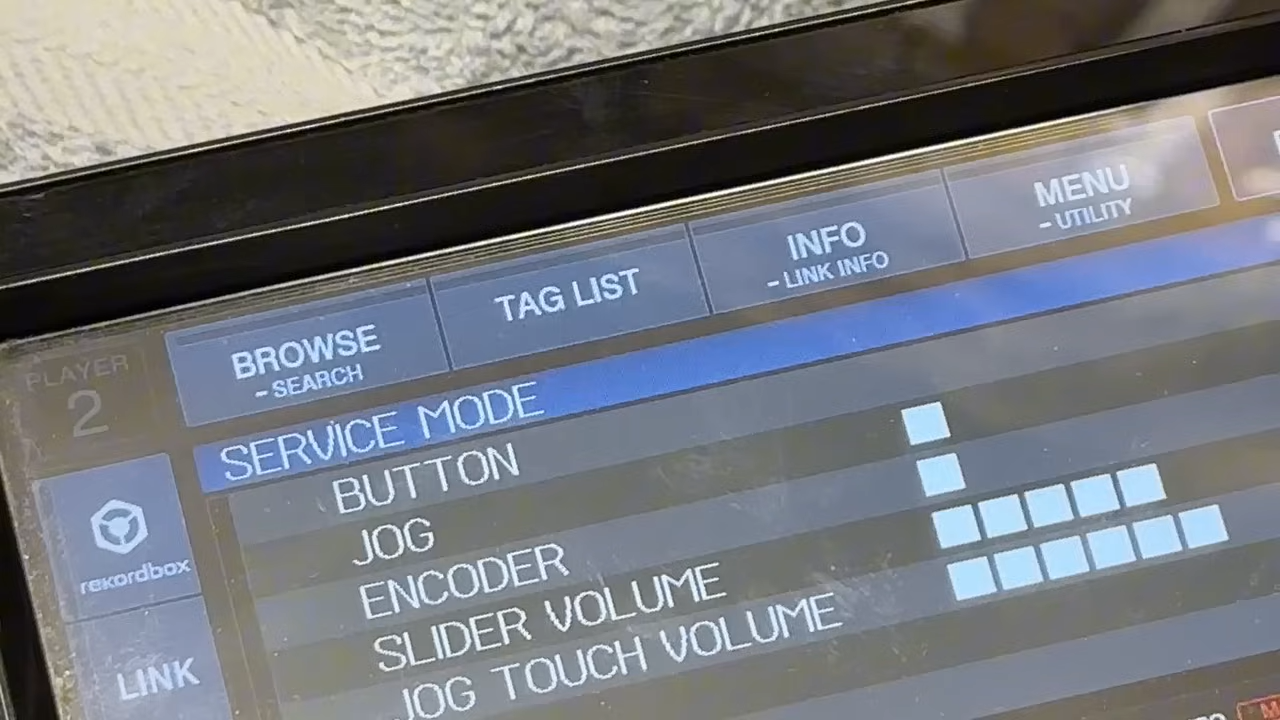 BROWSE
- SEARCH
TAG LIST
INFO
- LINK INFO
MENU
- UTILITY
PLAYER
2
SERVICE MODE
BUTTON
JOG
ENCODER
SLIDER VOLUME
JOG TOUCH VOLUME
rekordbox
LINK